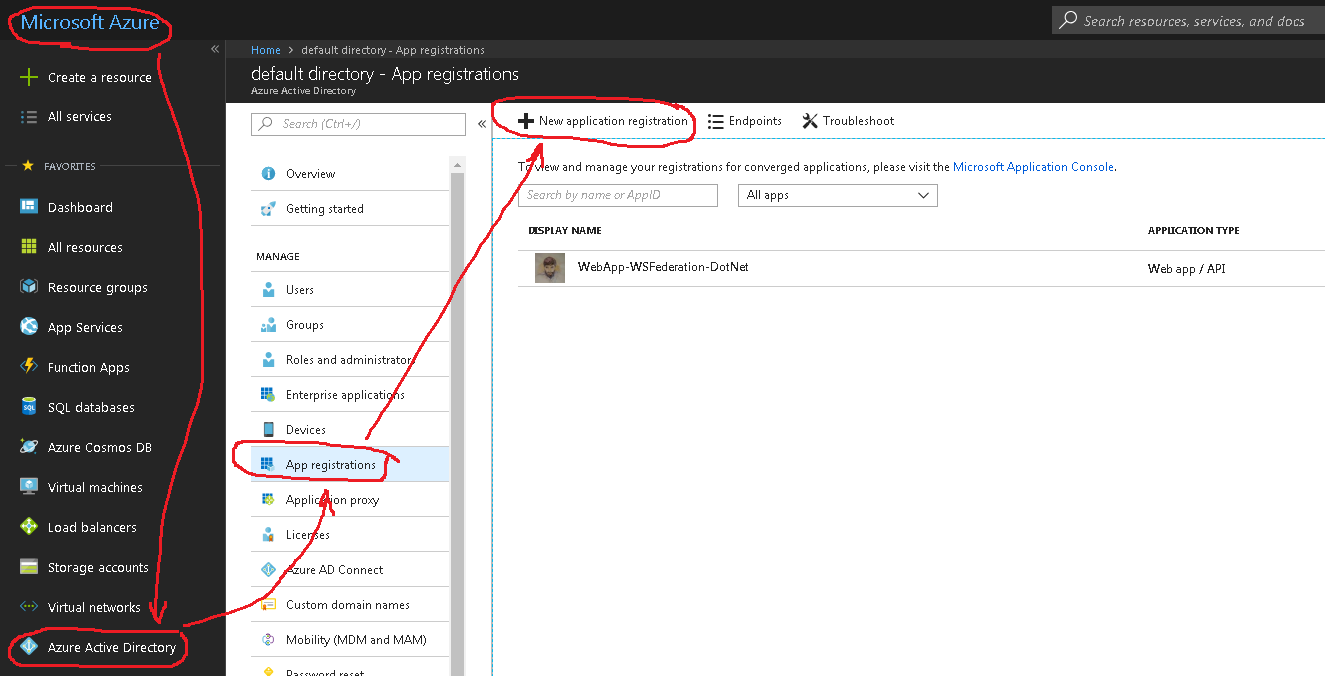 Microsoft Azure
Search resources, services, and docs
Home > default directory - App registrations
default directory - App registrations
Azure Active Directory
Create a resource
All services
FAVORITES
Dashboard
All resources
Resource groups
App Services
Function Apps
SQL databases
Azure Cosmos DB
Virtual machines
Load balancers
Storage accounts
Virtual networks
Azure Active Directory
Search (Ctrl+/)
Overview
Getting started
MANAGE
Users
Groups
Roles and administrators
Enterprise applications
Devices
App registrations
Application proxy
Licenses
Azure AD Connect
Custom domain names
Mobility (MDM and MAM)
Password reset
New application registration
Endpoints
Troubleshoot
To view and manage your registrations for converged applications, please visit the Microsoft Application Console.
Search by name or AppID
All apps
DISPLAY NAME
APPLICATION TYPE
WebApp-WSFederation-DotNet
Web app / API